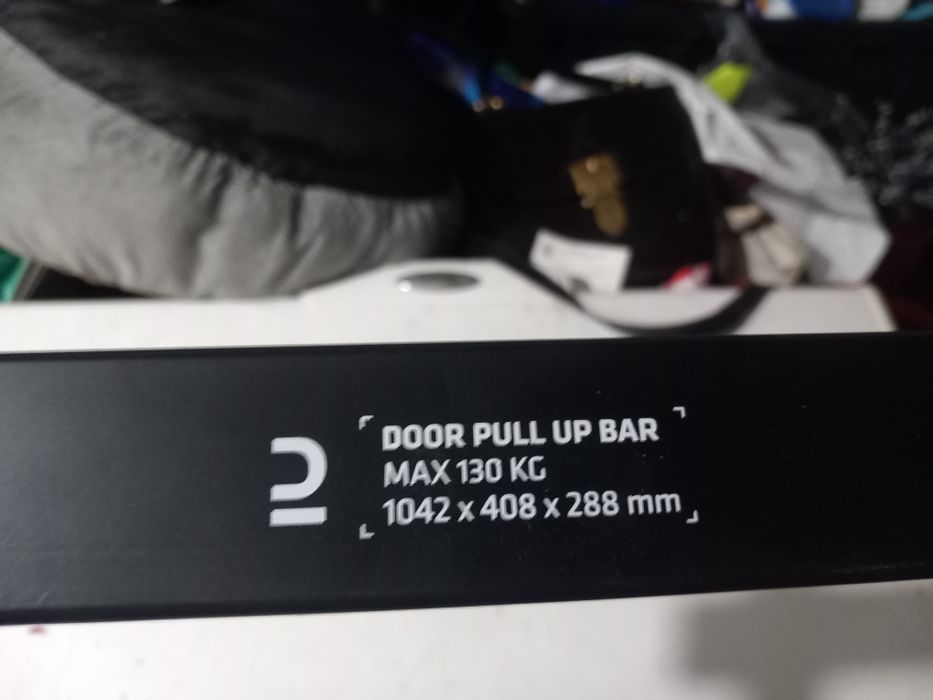 DOOR PULL UP BAR
MAX 130 KG
1042 x 408 x 288 mm